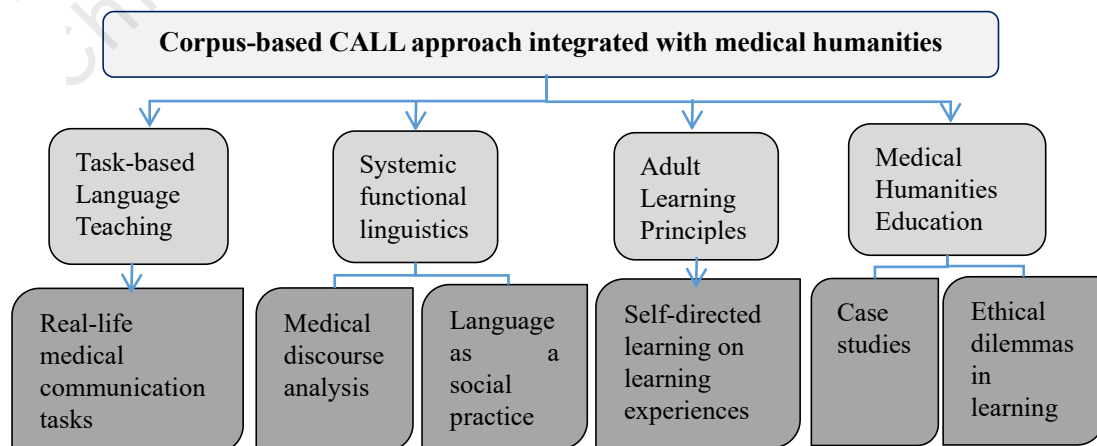 Corpus-based CALL approach integrated with medical humanities
Task-based
Language
Teaching
Systemic
functional
linguistics
Adult
Learning
Principles
Medical
Humanities
Education
Real-life
medical
communication
tasks
Medical
discourse
analysis
Language
as a
social
practice
Self-directed
learning on
learning
experiences
Case
studies
Ethical
dilemmas
in
learning